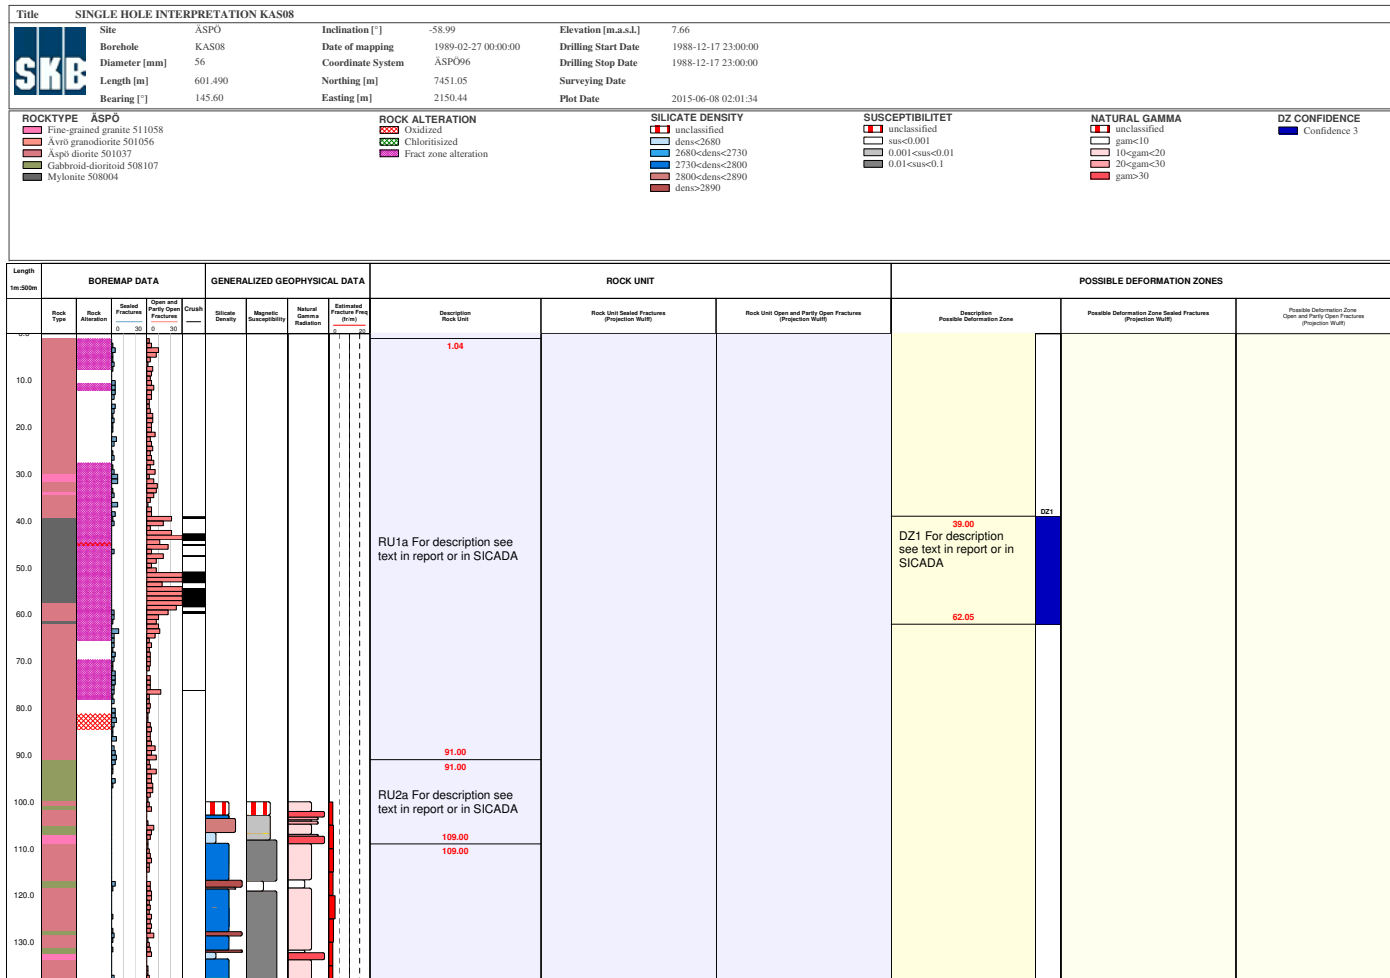 Title SINGLE HOLE INTERPRETATION KAS08
SKB
Site ÄSPÖ Inclination [°] -58.99 Elevation [m.a.s.l.] 7.66
Borehole KAS08 Date of mapping 1989-02-27 00:00:00 Drilling Start Date 1988-12-17 23:00:00
Diameter [mm] 56 Coordinate System ÄSPÖ96 Drilling Stop Date 1988-12-17 23:00:00
Length [m] 601.490 Northing [m] 7451.05 Surveying Date
Bearing [°] 145.60 Easting [m] 2150.44 Plot Date 2015-06-08 02:01:34
ROCKTYPE ÄSPÖ
Fine-grained granite 511058
Ävrö granodiorite 501056
Äspö diorite 501037
Gabbroid-dioritoid 508107
Mylonite 508004
ROCK ALTERATION
Oxidized
Chloritisized
Fract zone alteration
SILICATE DENSITY
unclassified
dens<2680
2680<dens<2730
2730<dens<2800
2800<dens<2890
dens>2890
SUSCEPTIBILITET
unclassified
sus<0.001
0.001<sus<0.01
0.01<sus<0.1
NATURAL GAMMA
unclassified
gam<10
10<gam<20
20<gam<30
gam>30
DZ CONFIDENCE
Confidence 3
Length
1m:500m
BOREMAP DATA
GENERALIZED GEOPHYSICAL DATA
ROCK UNIT
POSSIBLE DEFORMATION ZONES
Rock
Type
Rock
Alteration
Sealed
Fractures
0 30
Open and
Partly Open
Fractures
0 30
Crush
Silicate
Density
Magnetic
Susceptibility
Natural
Gamma
Radiation
Estimated
Fracture Freq
(fr/m)
0 20
Description
Rock Unit
Rock Unit Sealed Fractures
(Projection Wulff)
Rock Unit Open and Partly Open Fractures
(Projection Wulff)
Description
Possible Deformation Zone
Possible Deformation Zone Sealed Fractures
(Projection Wulff)
Possible Deformation Zone
Open and Partly Open Fractures
(Projection Wulff)
0.0
10.0
20.0
30.0
40.0
50.0
60.0
70.0
80.0
90.0
100.0
110.0
120.0
130.0
1.04
RU1a For description see
text in report or in SICADA
91.00
91.00
RU2a For description see
text in report or in SICADA
109.00
109.00
DZ1
39.00
DZ1 For description
see text in report or in
SICADA
62.05